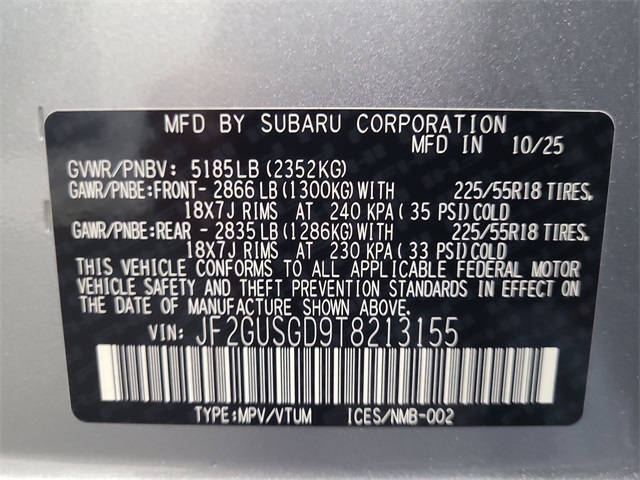 MFD BY SUBARU CORPORATION
MFD IN 10/25
GVWR/PNBV: 5185LB (2352KG)
GAWR/PNBE:FRONT- 2866 LB (1300KG)WITH 225/55R18 TIRES.
18X7J RIMS AT 240 KPA( 35 PSI)COLD
GAWR/PNBE:REAR - 2835 LB (1286KG)WITH 225/55R18 TIRES.
18X7J RIMS AT 230 KPA( 33 PSI)COLD
THIS VEHICLE CONFORMS TO ALL APPLICABLE FEDERAL MOTOR
VEHICLE SAFETY AND THEFT PREVENTION STANDARDS IN EFFECT ON
THE DATE OF MANUFACTURE SHOWN ABOVE.
VIN: JF2GUSGD9T8213155
TYPE:MPV/VTUM ICES/NMB-002